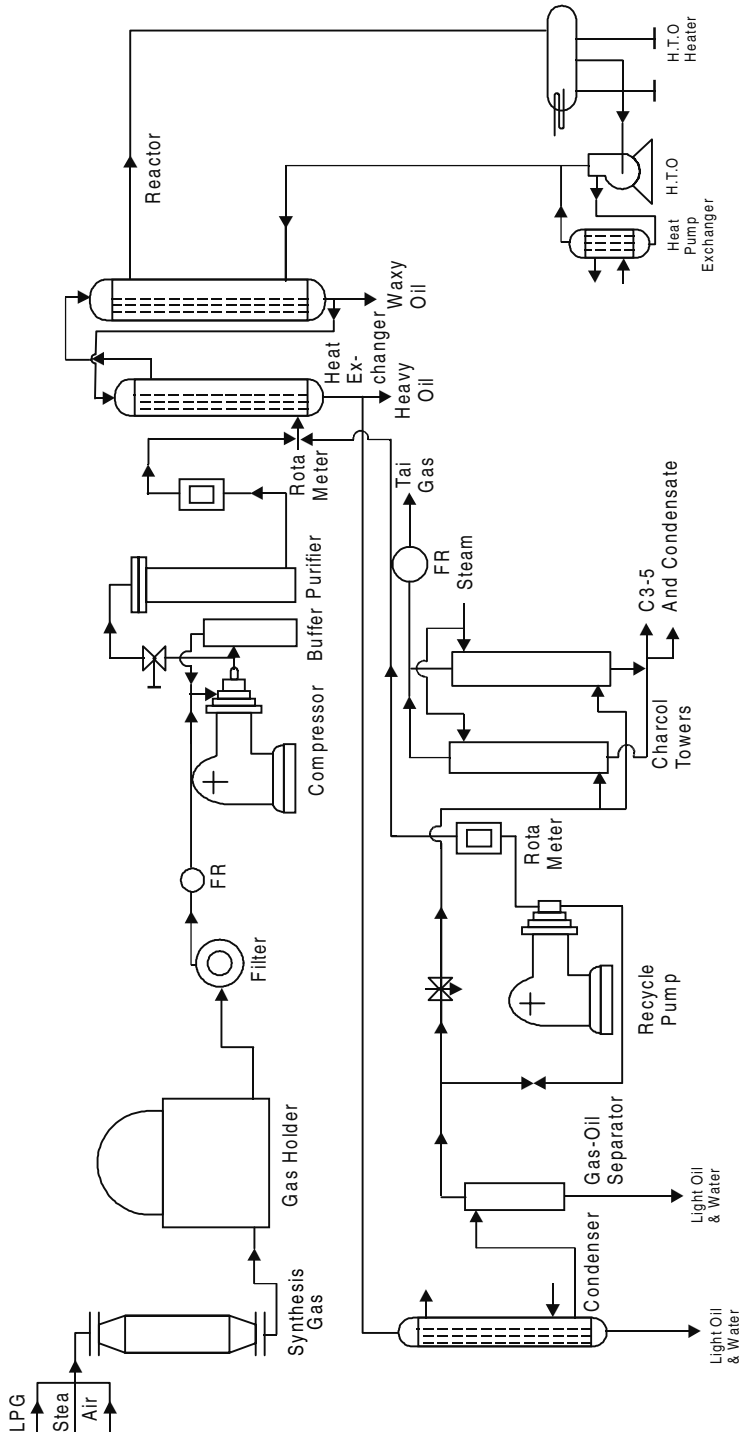 LPG
Stea
Air
Synthesis
Gas
Gas Holder
Filter
FR
Compressor
Buffer
Purifier
Rota
Meter
Heat
Ex-
changer
Heavy
Oil
Waxy
Oil
Reactor
H.T.O
Heater
H.T.O
Heat
Pump
Exchanger
Light Oil
& Water
Condenser
Light Oil
& Water
Gas-Oil
Separator
Recycle
Pump
Rota
Meter
Charcol
Towers
C3-5
And Condensate
Steam
FR
Tai
Gas